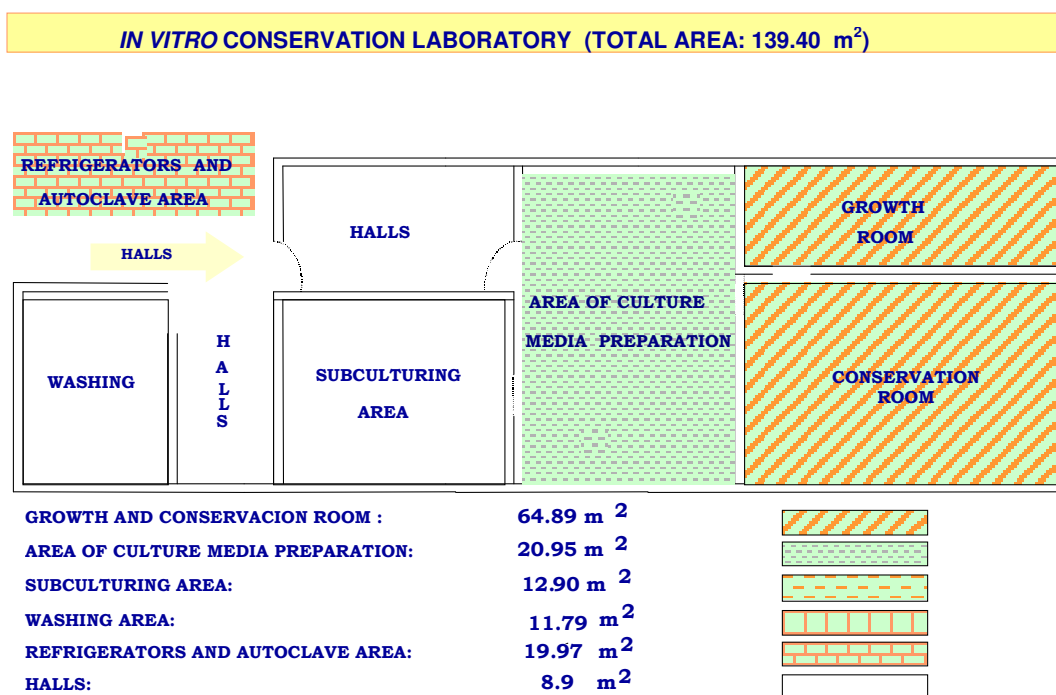 IN VITRO CONSERVATION LABORATORY (TOTAL AREA: 139.40 m²)
REFRIGERATORS AND
AUTOCLAVE AREA
HALLS
HALLS
GROWTH
ROOM
AREA OF CULTURE
MEDIA PREPARATION
WASHING
HALLS
SUBCULTURING
AREA
CONSERVATION
ROOM
GROWTH AND CONSERVACION ROOM : 64.89 m 2
AREA OF CULTURE MEDIA PREPARATION: 20.95 m 2
SUBCULTURING AREA: 12.90 m 2
WASHING AREA: 11.79 m2
REFRIGERATORS AND AUTOCLAVE AREA: 19.97 m2
HALLS: 8.9 m2